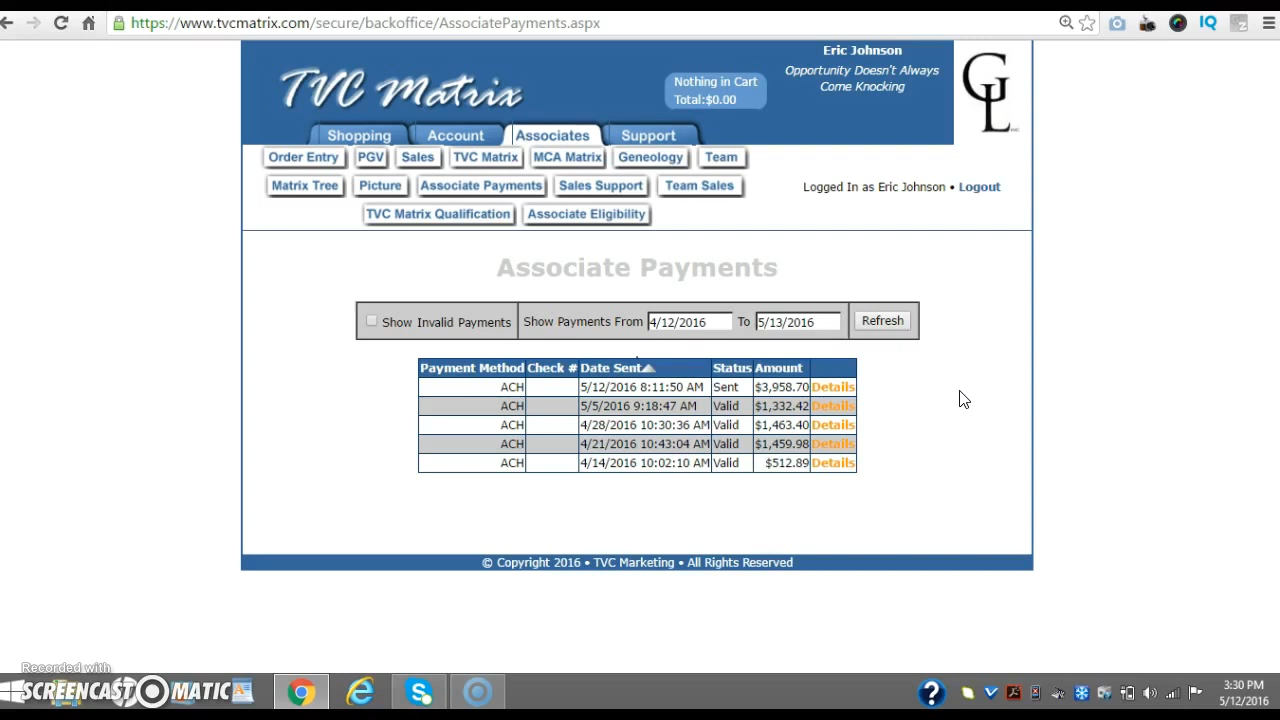 https://www.tvcmatrix.com/secure/backoffice/AssociatePayments.aspx
IQ
Eric Johnson
Opportunity Doesn't Always
Come Knocking
TVC Matrix
Nothing in Cart
Total:$0.00
GIL
Shopping Account Associates Support
Order Entry PGV Sales TVC Matrix MCA Matrix Geneology Team
Matrix Tree Picture Associate Payments Sales Support Team Sales
Logged In as Eric Johnson • Logout
TVC Matrix Qualification Associate Eligibility
Associate Payments
Show Invalid Payments Show Payments From 4/12/2016 To 5/13/2016 Refresh
Payment Method Check # Date Sent Status Amount
ACH 5/12/2016 8:11:50 AM Sent $3,958.70 Details
ACH 5/5/2016 9:18:47 AM Valid $1,332.42 Details
ACH 4/28/2016 10:30:36 AM Valid $1,463.40 Details
ACH 4/21/2016 10:43:04 AM Valid $1,459.98 Details
ACH 4/14/2016 10:02:10 AM Valid $512.89 Details
© Copyright 2016 • TVC Marketing • All Rights Reserved
Recorded with
SCREENCAST MATIC
3:30 PM
5/12/2016